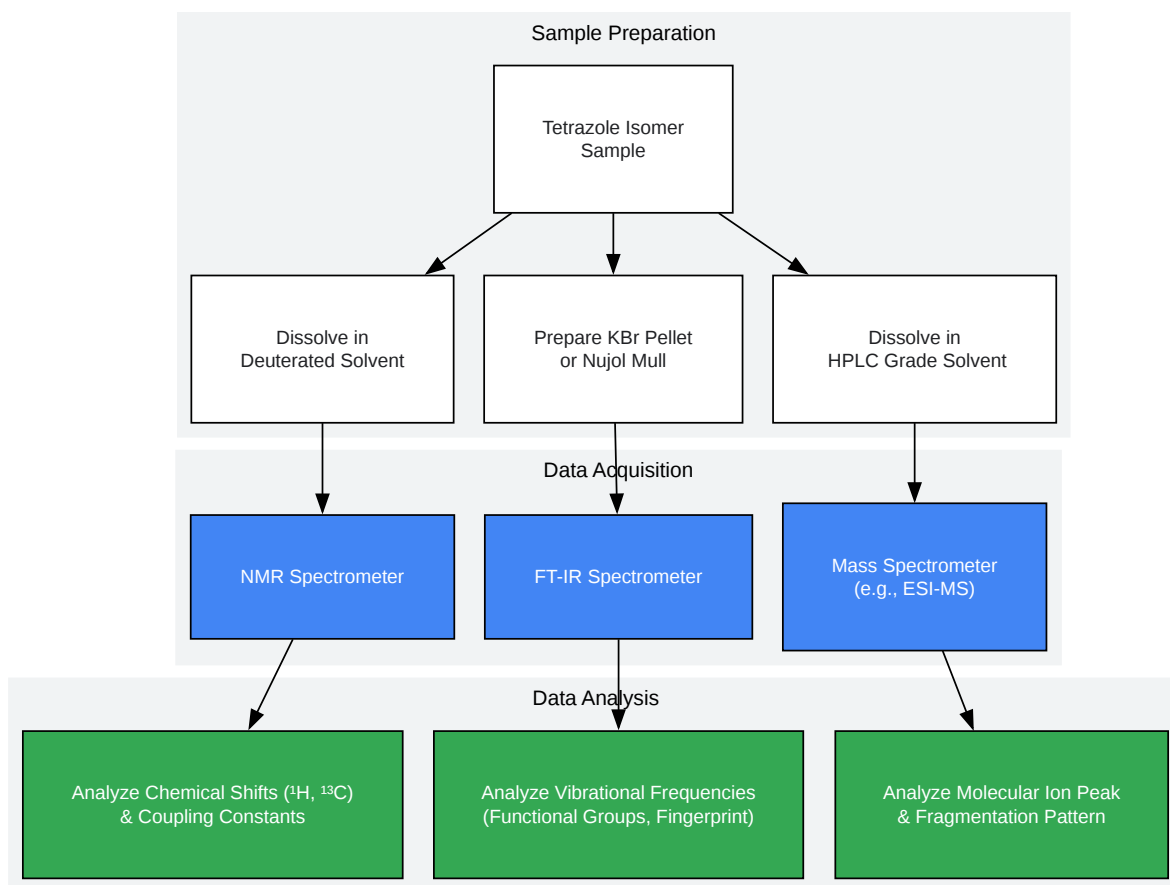 Sample Preparation
Tetrazole Isomer
Sample
Dissolve in
Deuterated Solvent
Prepare KBr Pellet
or Nujol Mull
Dissolve in
HPLC Grade Solvent
Data Acquisition
NMR Spectrometer
FT-IR Spectrometer
Mass Spectrometer
(e.g., ESI-MS)
Data Analysis
Analyze Chemical Shifts (¹H, ¹³C)
& Coupling Constants
Analyze Vibrational Frequencies
(Functional Groups, Fingerprint)
Analyze Molecular Ion Peak
& Fragmentation Pattern